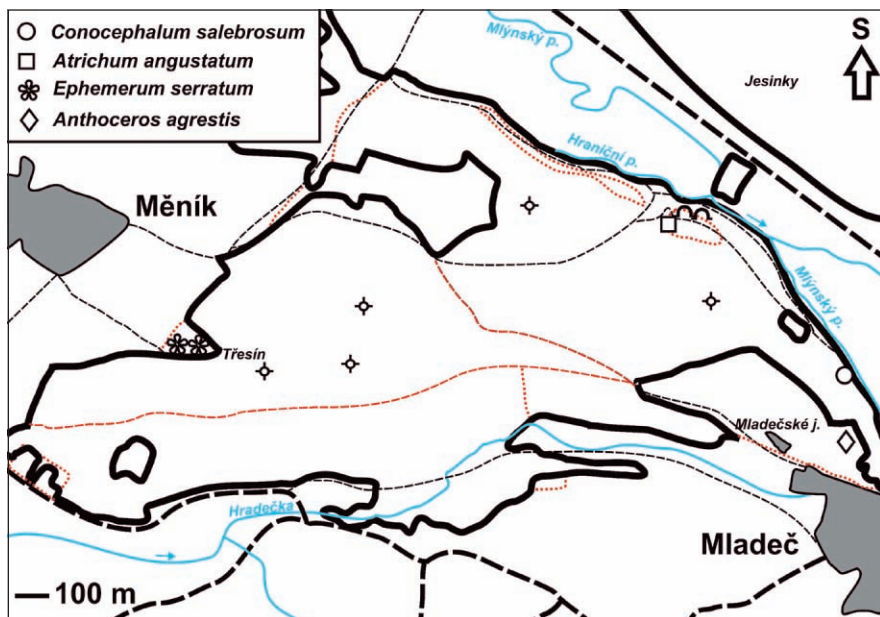 Conocephalum salebrosum
Atrichum angustatum
Ephemerum serratum
Anthoceros agrestis
Mlýnský p.
S
Jesinky
Hraniční p.
Měník
Mlýnský p.
Třesín
Mladečské j.
Hradečka
Mladeč
100 m